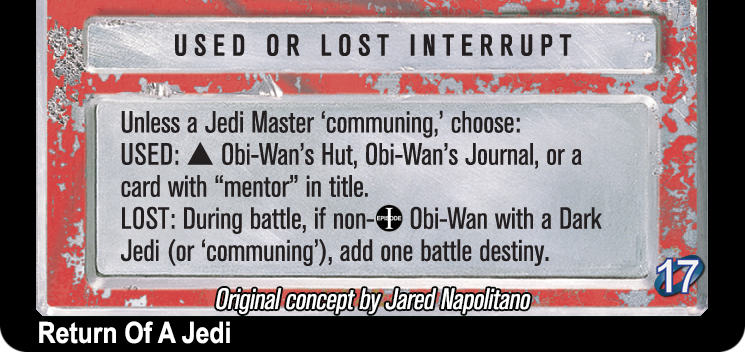 USED OR LOST INTERRUPT
Unless a Jedi Master ‘communing,’ choose:
USED: ▲ Obi-Wan’s Hut, Obi-Wan’s Journal, or a
card with “mentor” in title.
LOST: During battle, if non-EPISODE I Obi-Wan with a Dark
Jedi (or ‘communing’), add one battle destiny.
17
Original concept by Jared Napolitano
Return Of A Jedi